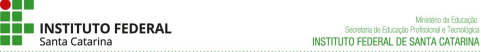 INSTITUTO FEDERAL
Santa Catarina
Ministério da Educação
Secretaria de Educação Profissional e Tecnológica
INSTITUTO FEDERAL DE SANTA CATARINA